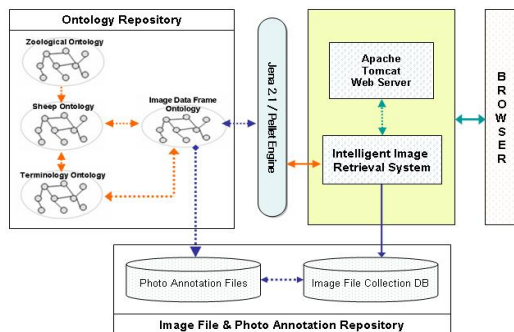 Ontology Repository
Zoological Ontology
Sheep Ontology
Image Data Frame
Ontology
Terminology Ontology
Jena 2.1 / Pellet Engine
Apache
Tomcat
Web Server
Intelligent Image
Retrieval System
BROWSER
Photo Annotation Files
Image File Collection DB
Image File & Photo Annotation Repository